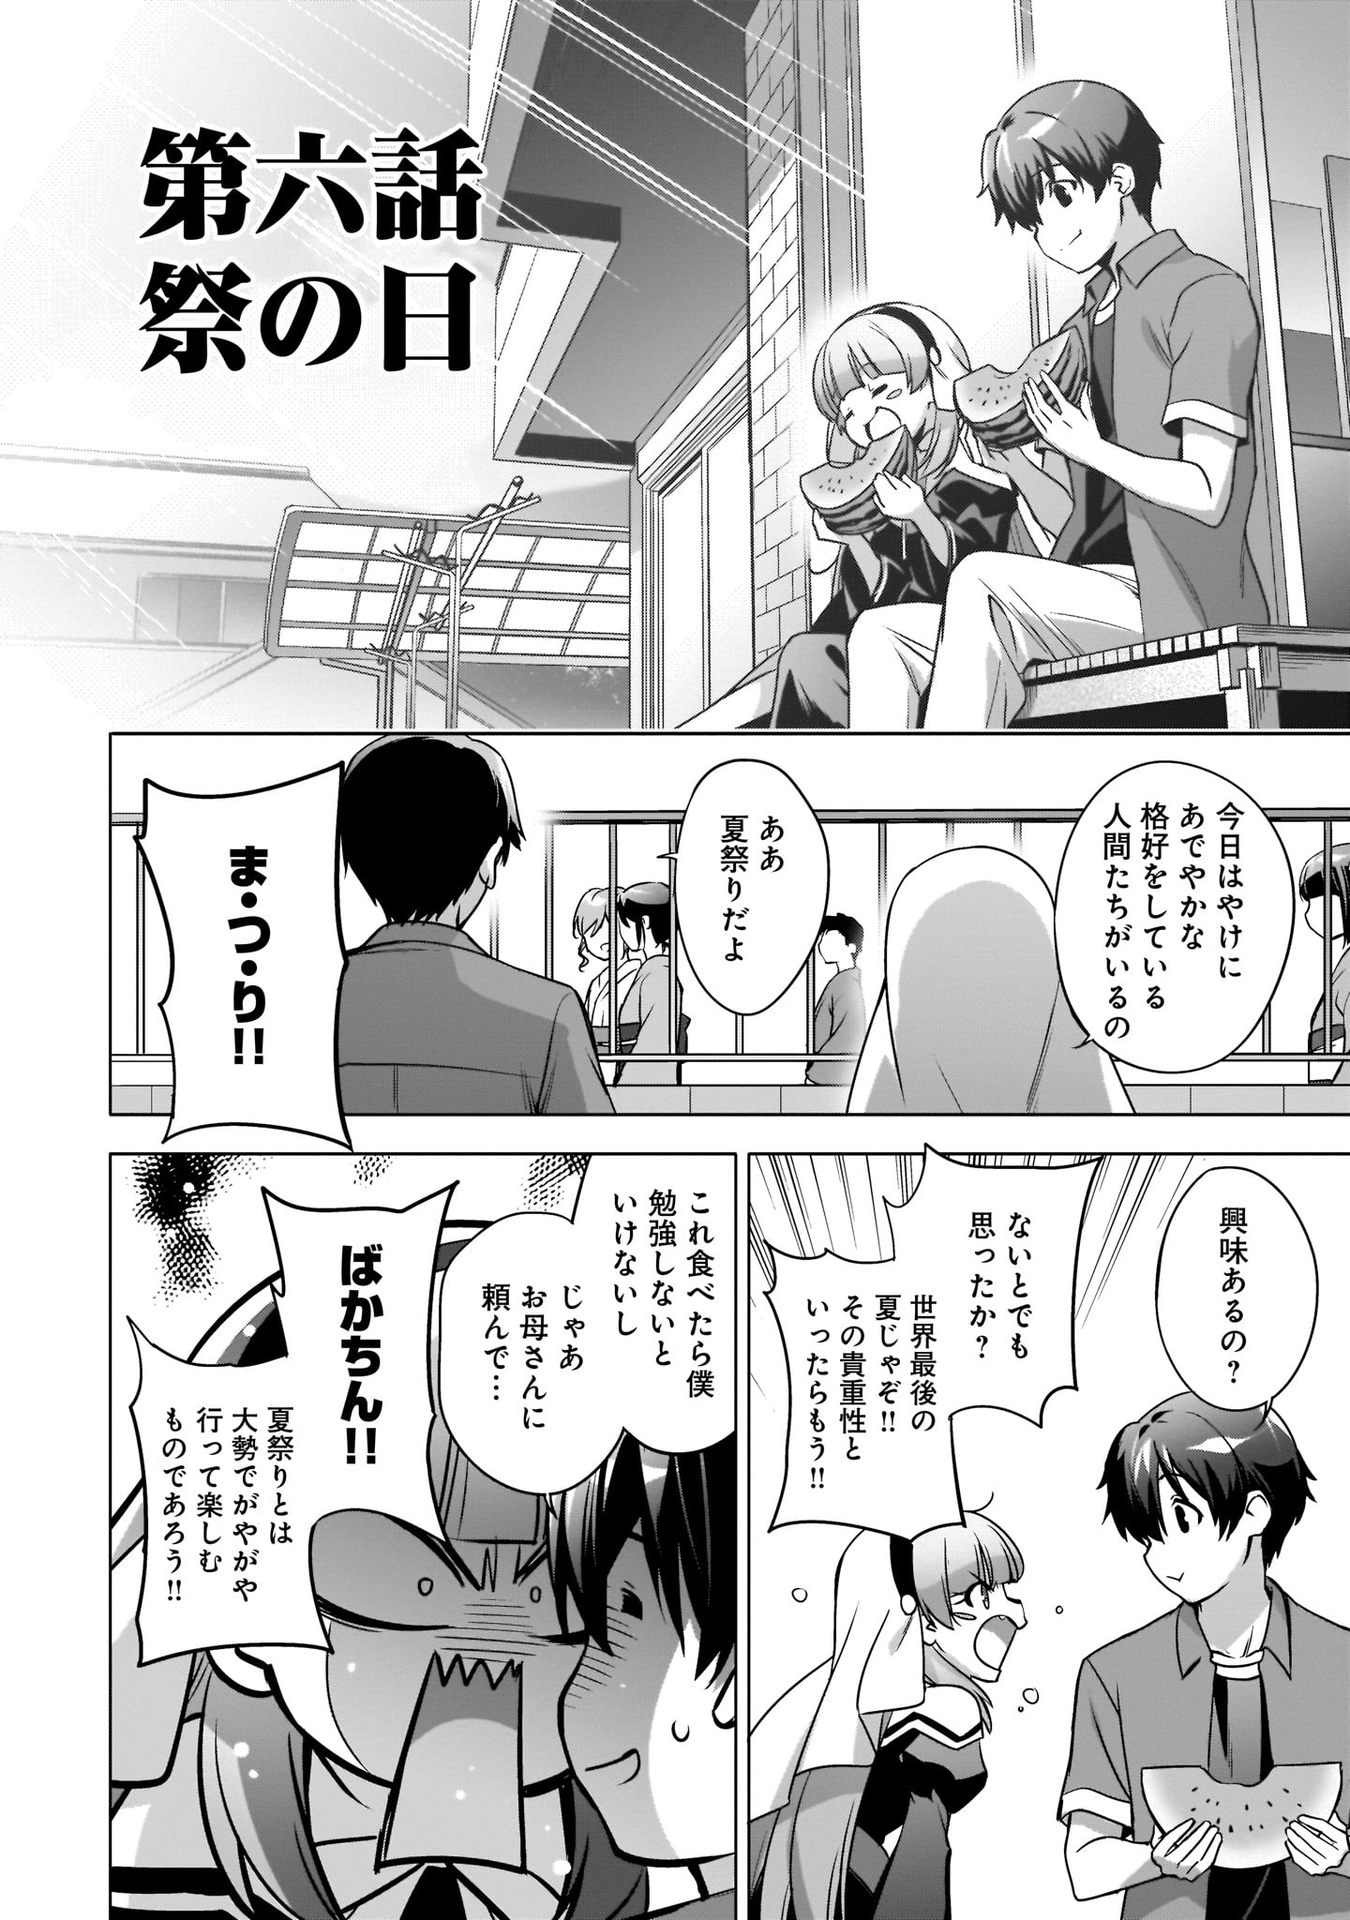 第六話
祭の日
今日はやけに
あでやかな
格好をしている
人間たちがいるの
ああ
夏祭りだよ
ま・つ・り!!
興味あるの？
ないとでも
思ったか？
世界最後の
夏じゃぞ!!
その貴重性と
いったらもう!!
これ食べたら僕
勉強しないと
いけないし
じゃあ
お母さんに
頼んで…
ばかちん!!
夏祭りとは
大勢でがやがや
行って楽しむ
ものであろう!!